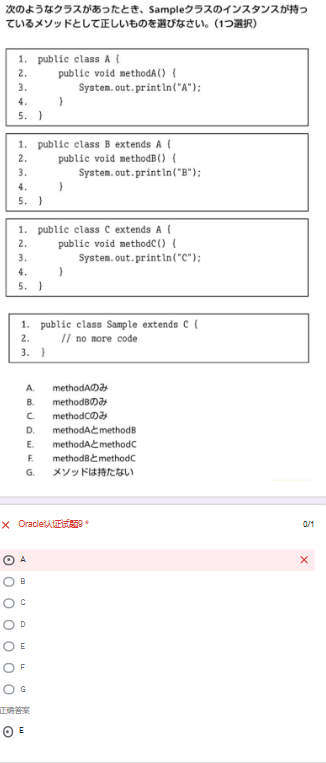 次のようなクラスがあったとき、Sampleクラスのインスタンスが持っ
ているメソッドとして正しいものを選びなさい。（1つ選択）
1. public class A {
2. public void methodA() {
3. System.out.println("A");
4. }
5. }
1. public class B extends A {
2. public void methodB() {
3. System.out.println("B");
4. }
5. }
1. public class C extends A {
2. public void methodC() {
3. System.out.println("C");
4. }
5. }
1. public class Sample extends C {
2. // no more code
3. }
A. methodAのみ
B. methodBのみ
C. methodCのみ
D. methodAとmethodB
E. methodAとmethodC
F. methodBとmethodC
G. メソッドは持たない
Oracle认证试题9 * 0/1
A
B
C
D
E
F
G
正确答案
E